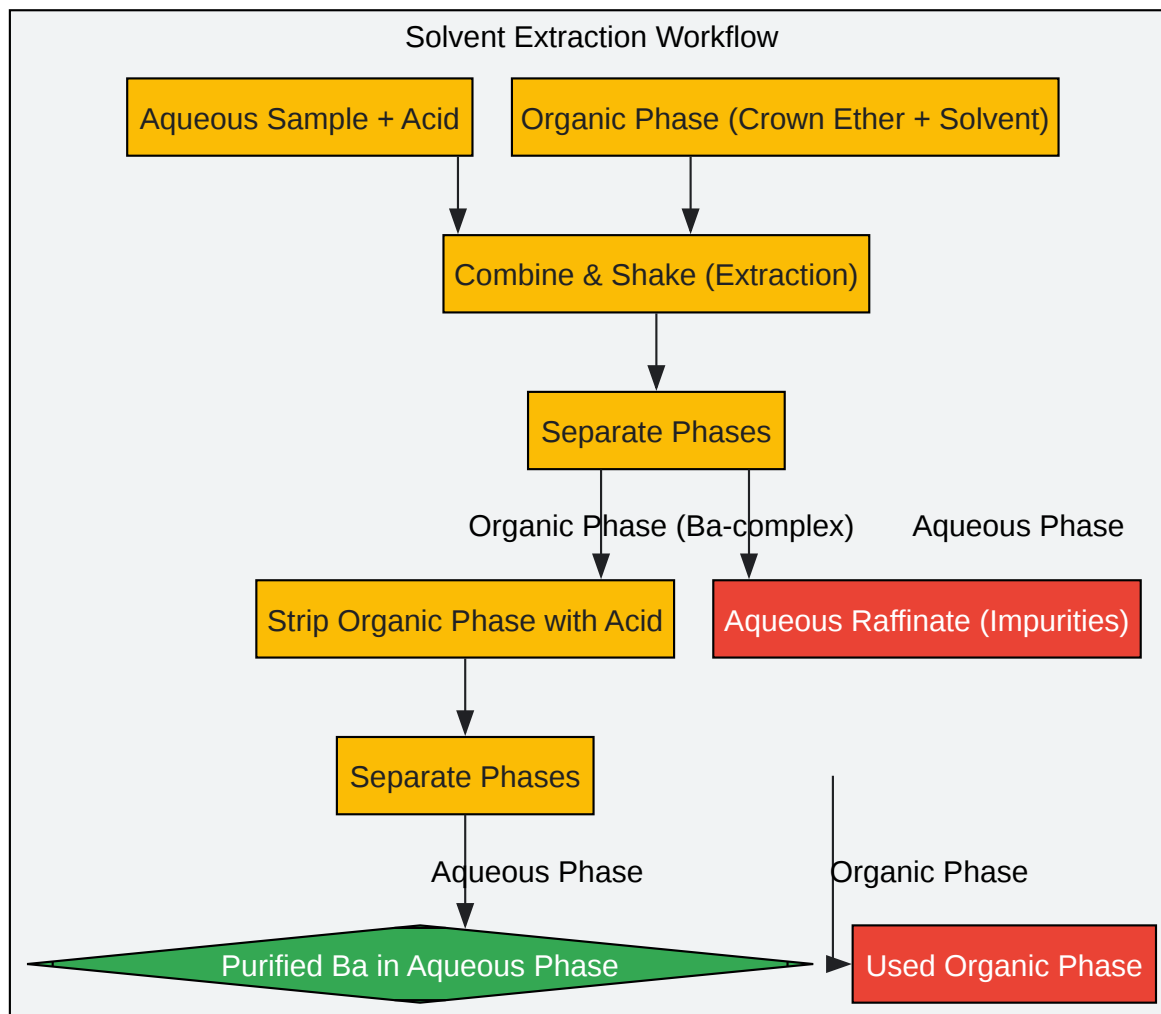 Solvent Extraction Workflow
Aqueous Sample + Acid
Organic Phase (Crown Ether + Solvent)
Combine & Shake (Extraction)
Separate Phases
Organic Phase (Ba-complex)
Aqueous Phase
Strip Organic Phase with Acid
Aqueous Raffinate (Impurities)
Separate Phases
Aqueous Phase
Organic Phase
Purified Ba in Aqueous Phase
Used Organic Phase